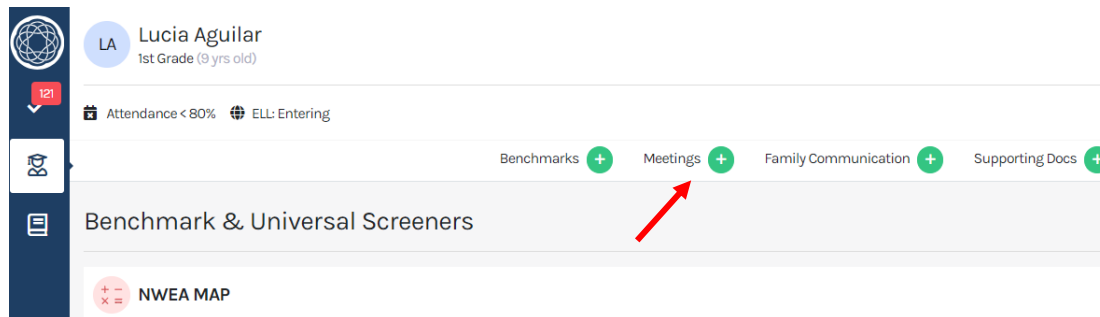 LA
Lucia Aguilar
1st Grade (9 yrs old)
121
Attendance < 80% ELL: Entering
Benchmarks + Meetings + Family Communication + Supporting Docs +
Benchmark & Universal Screeners
NWEA MAP